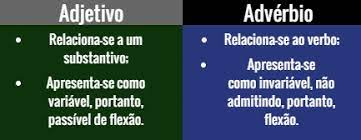 Adjetivo
• Relaciona-se a um
substantivo;
• Apresenta-se como
variável, portanto,
passível de flexão.
Advérbio
• Relaciona-se ao verbo;
• Apresenta-se
como invariável, não
admitindo, portanto,
flexão.